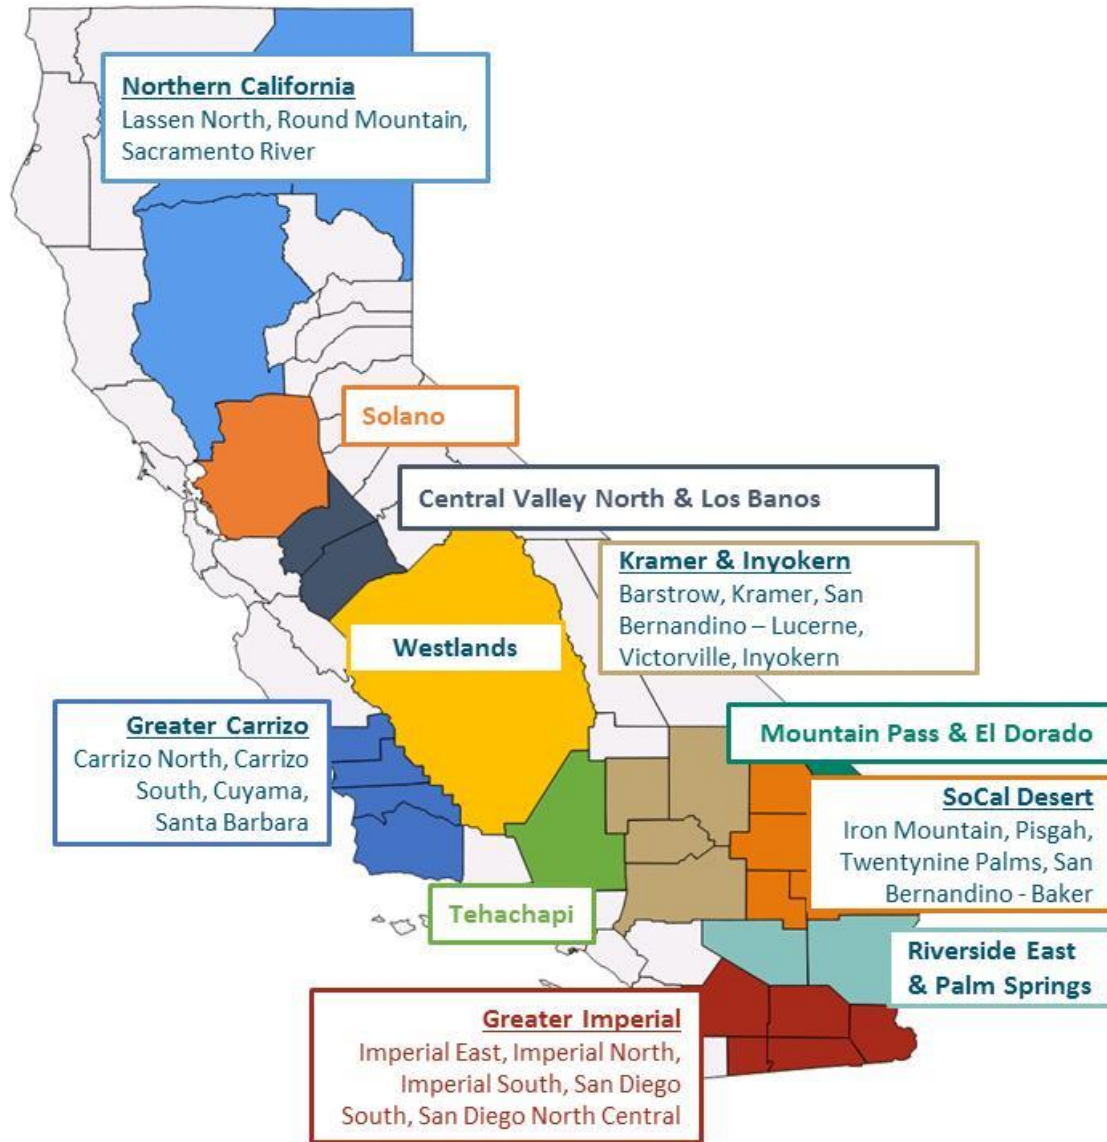 Northern California
Lassen North, Round Mountain,
Sacramento River
Solano
Central Valley North & Los Banos
Kramer & Inyokern
Barstrow, Kramer, San
Bernandino – Lucerne,
Victorville, Inyokern
Westlands
Greater Carrizo
Carrizo North, Carrizo
South, Cuyama,
Santa Barbara
Mountain Pass & El Dorado
SoCal Desert
Iron Mountain, Pisgah,
Twentynine Palms, San
Bernandino - Baker
Tehachapi
Riverside East
& Palm Springs
Greater Imperial
Imperial East, Imperial North,
Imperial South, San Diego
South, San Diego North Central